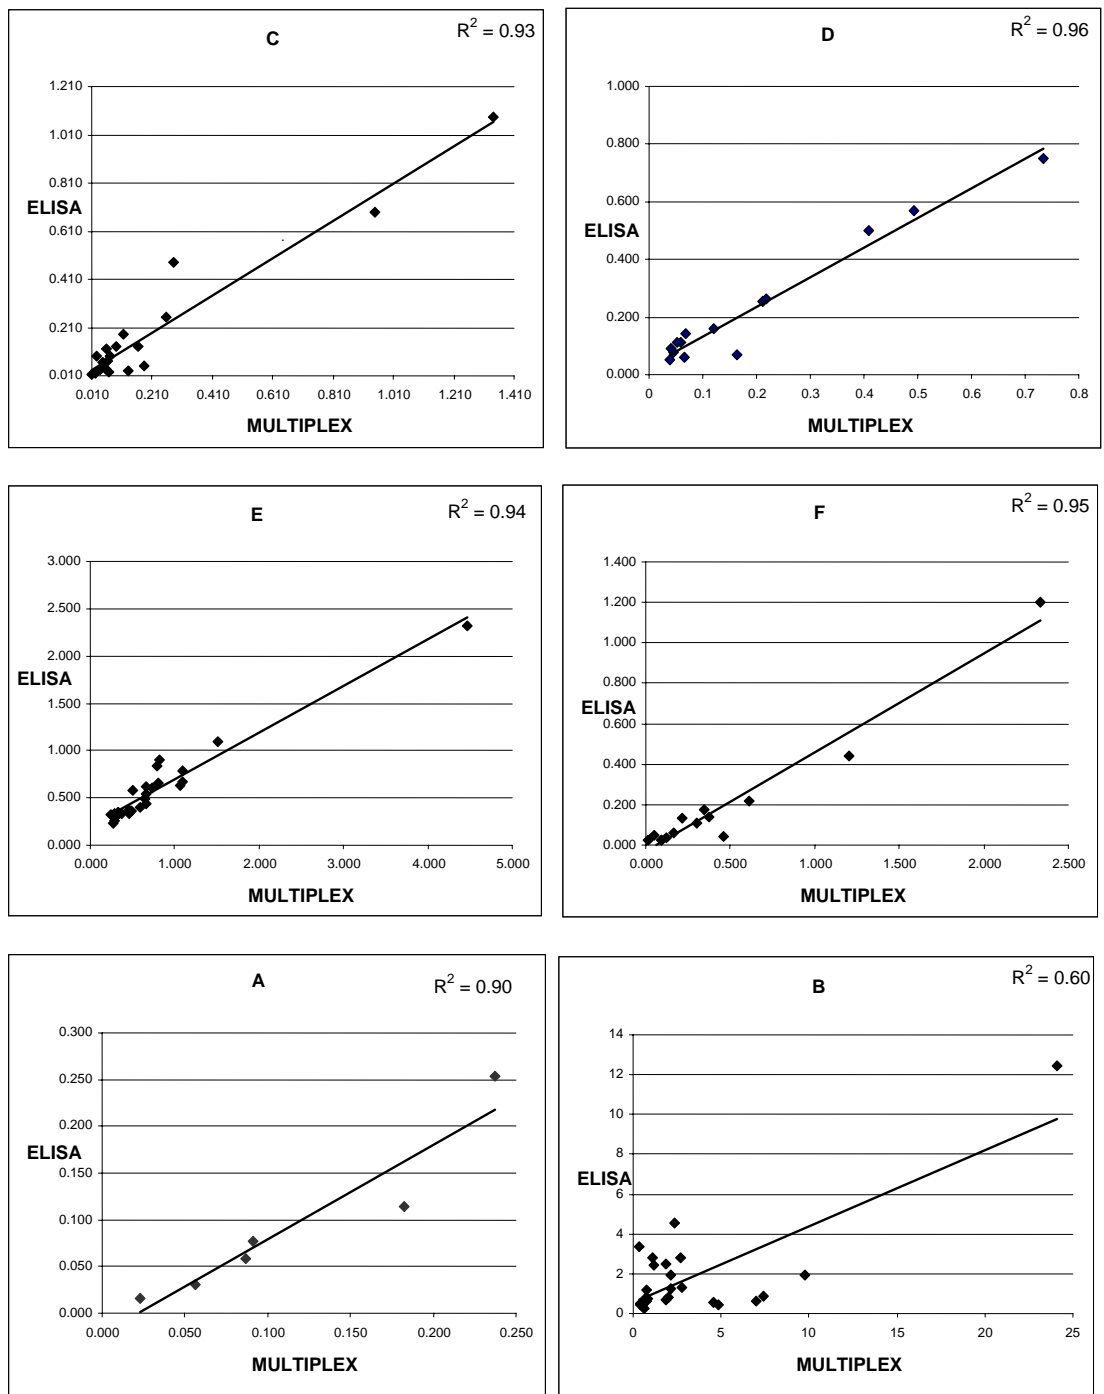 C
R² = 0.93
1.210
1.010
0.810
ELISA
0.610
0.410
0.210
0.010
0.010 0.210 0.410 0.610 0.810 1.010 1.210 1.410
MULTIPLEX
D
R² = 0.96
1.000
0.800
0.600
ELISA
0.400
0.200
0.000
0 0.1 0.2 0.3 0.4 0.5 0.6 0.7 0.8
MULTIPLEX
E
R² = 0.94
3.000
2.500
2.000
ELISA
1.500
1.000
0.500
0.000
0.000 1.000 2.000 3.000 4.000 5.000
MULTIPLEX
F
R² = 0.95
1.400
1.200
1.000
0.800
ELISA
0.600
0.400
0.200
0.000
0.000 0.500 1.000 1.500 2.000 2.500
MULTIPLEX
A
R² = 0.90
0.300
0.250
0.200
ELISA
0.150
0.100
0.050
0.000
0.000 0.050 0.100 0.150 0.200 0.250
MULTIPLEX
B
R² = 0.60
14
12
10
8
ELISA
6
4
2
0
0 5 10 15 20 25
MULTIPLEX